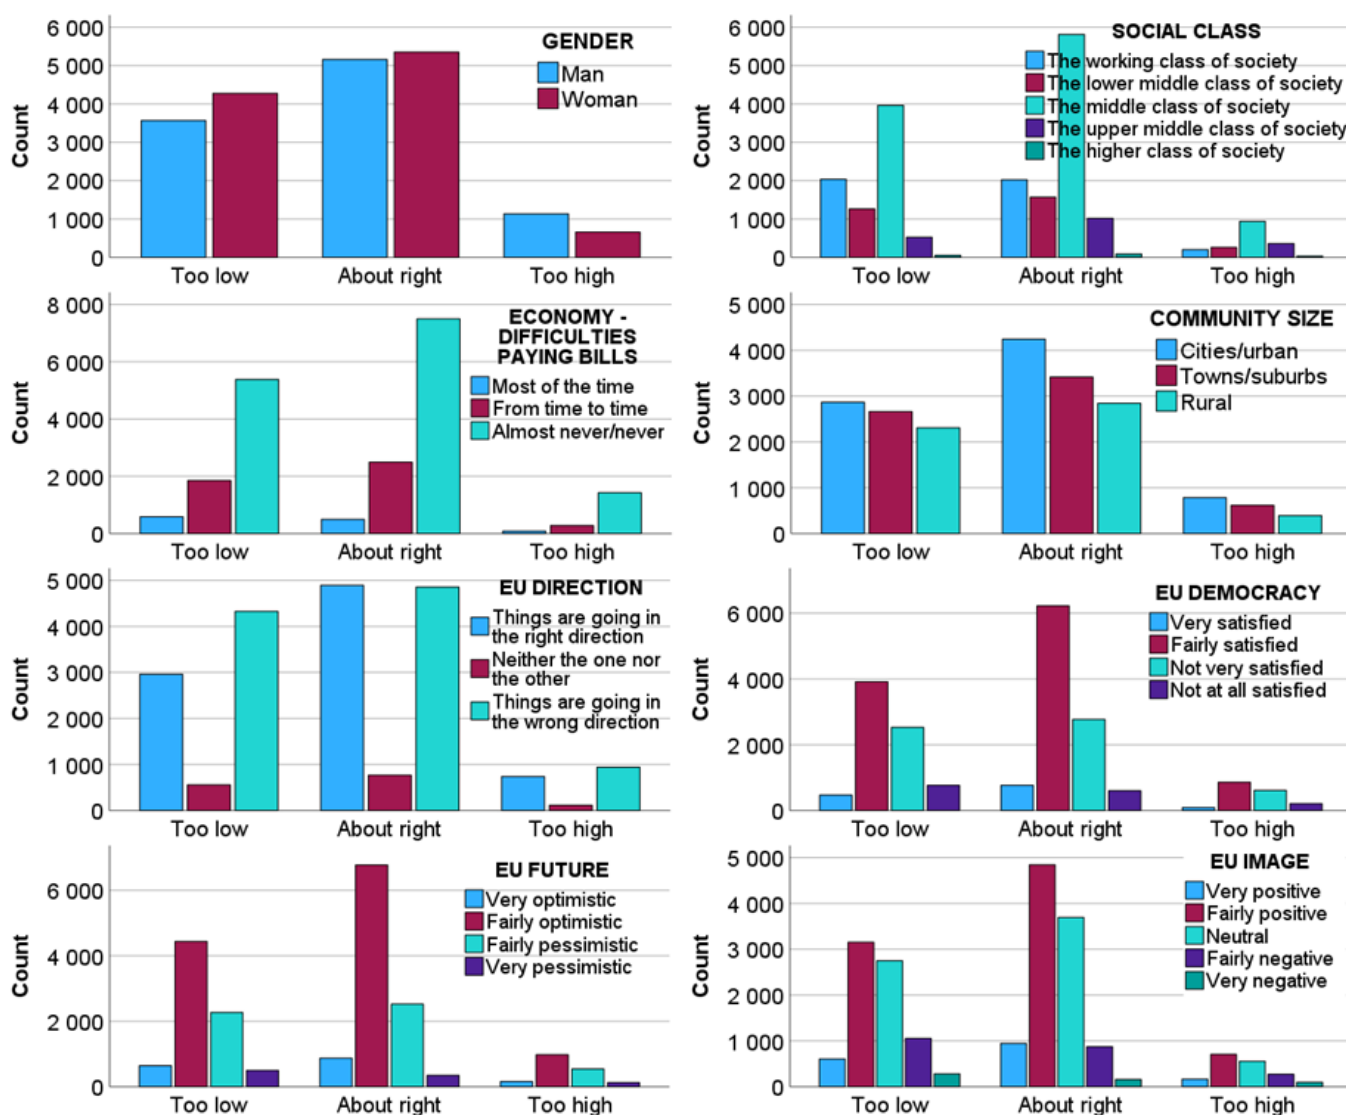 GENDER
Man
Woman
Count
6 000
5 000
4 000
3 000
2 000
1 000
0
Too low
About right
Too high
SOCIAL CLASS
The working class of society
The lower middle class of society
The middle class of society
The upper middle class of society
The higher class of society
Count
6 000
5 000
4 000
3 000
2 000
1 000
0
Too low
About right
Too high
ECONOMY -
DIFFICULTIES
PAYING BILLS
Most of the time
From time to time
Almost never/never
Count
8 000
6 000
4 000
2 000
0
Too low
About right
Too high
COMMUNITY SIZE
Cities/urban
Towns/suburbs
Rural
Count
5 000
4 000
3 000
2 000
1 000
0
Too low
About right
Too high
EU DIRECTION
Things are going in
the right direction
Neither the one nor
the other
Things are going in
the wrong direction
Count
5 000
4 000
3 000
2 000
1 000
0
Too low
About right
Too high
EU DEMOCRACY
Very satisfied
Fairly satisfied
Not very satisfied
Not at all satisfied
Count
6 000
4 000
2 000
0
Too low
About right
Too high
EU FUTURE
Very optimistic
Fairly optimistic
Fairly pessimistic
Very pessimistic
Count
6 000
4 000
2 000
0
Too low
About right
Too high
EU IMAGE
Very positive
Fairly positive
Neutral
Fairly negative
Very negative
Count
5 000
4 000
3 000
2 000
1 000
0
Too low
About right
Too high